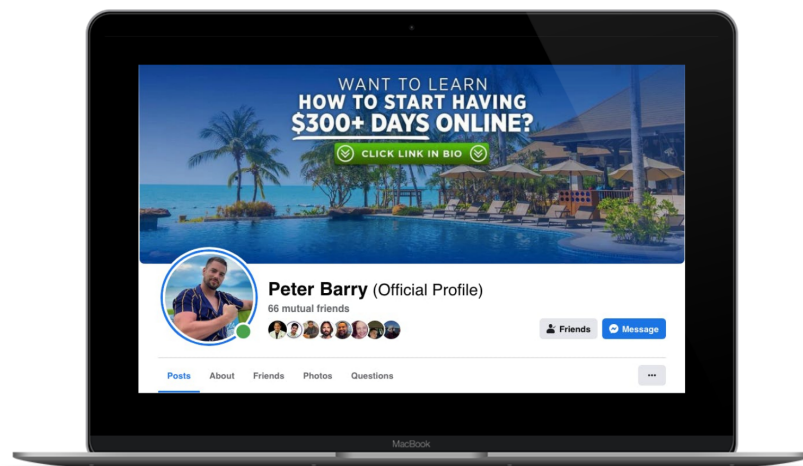 WANT TO LEARN
HOW TO START HAVING
$300+ DAYS ONLINE?
CLICK LINK IN BIO
Peter Barry (Official Profile)
66 mutual friends
Friends
Message
Posts
About
Friends
Photos
Questions
MacBook